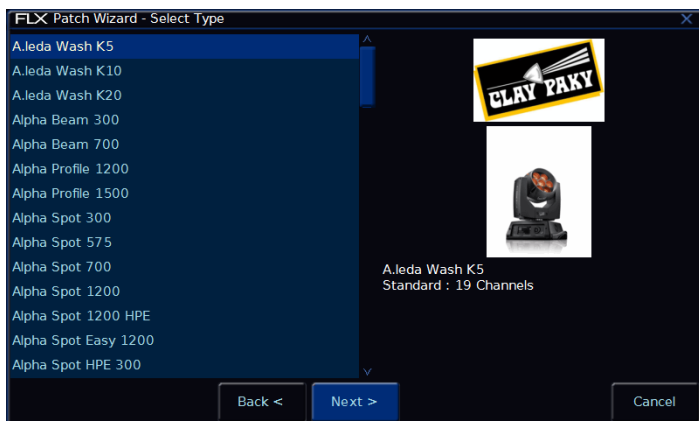 FLX Patch Wizard - Select Type
A.leda Wash K5
A.leda Wash K10
A.leda Wash K20
Alpha Beam 300
Alpha Beam 700
Alpha Profile 1200
Alpha Profile 1500
Alpha Spot 300
Alpha Spot 575
Alpha Spot 700
Alpha Spot 1200
Alpha Spot 1200 HPE
Alpha Spot Easy 1200
Alpha Spot HPE 300
CLAY PAKY
A.leda Wash K5
Standard : 19 Channels
Back <
Next >
Cancel